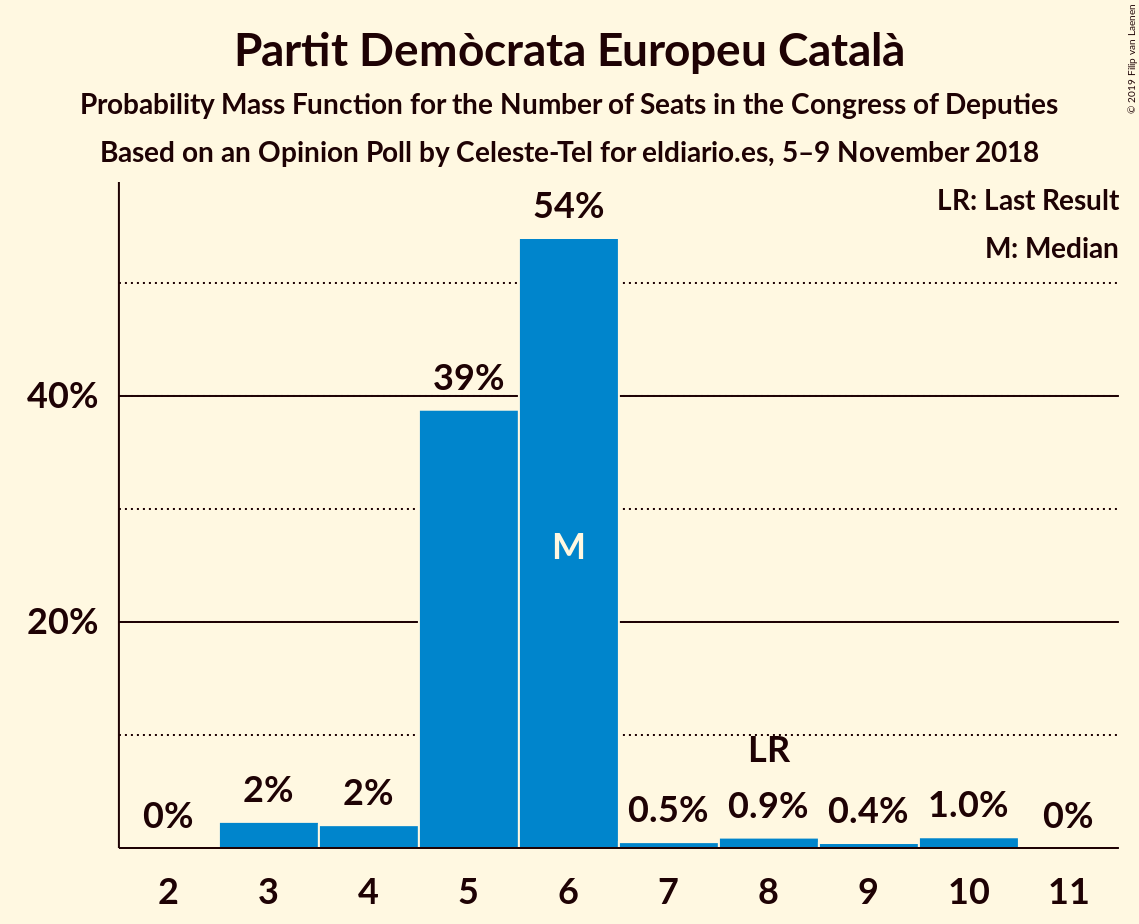 Partit Demòcrata Europeu Català
Probability Mass Function for the Number of Seats in the Congress of Deputies
Based on an Opinion Poll by Celeste-Tel for eldiario.es, 5–9 November 2018
© 2019 Filip van Laenen
LR: Last Result
M: Median
54%
39%
40%
M
20%
LR
0%
2%
2%
0.5%
0.9%
0.4%
1.0%
0%
2 3 4 5 6 7 8 9 10 11